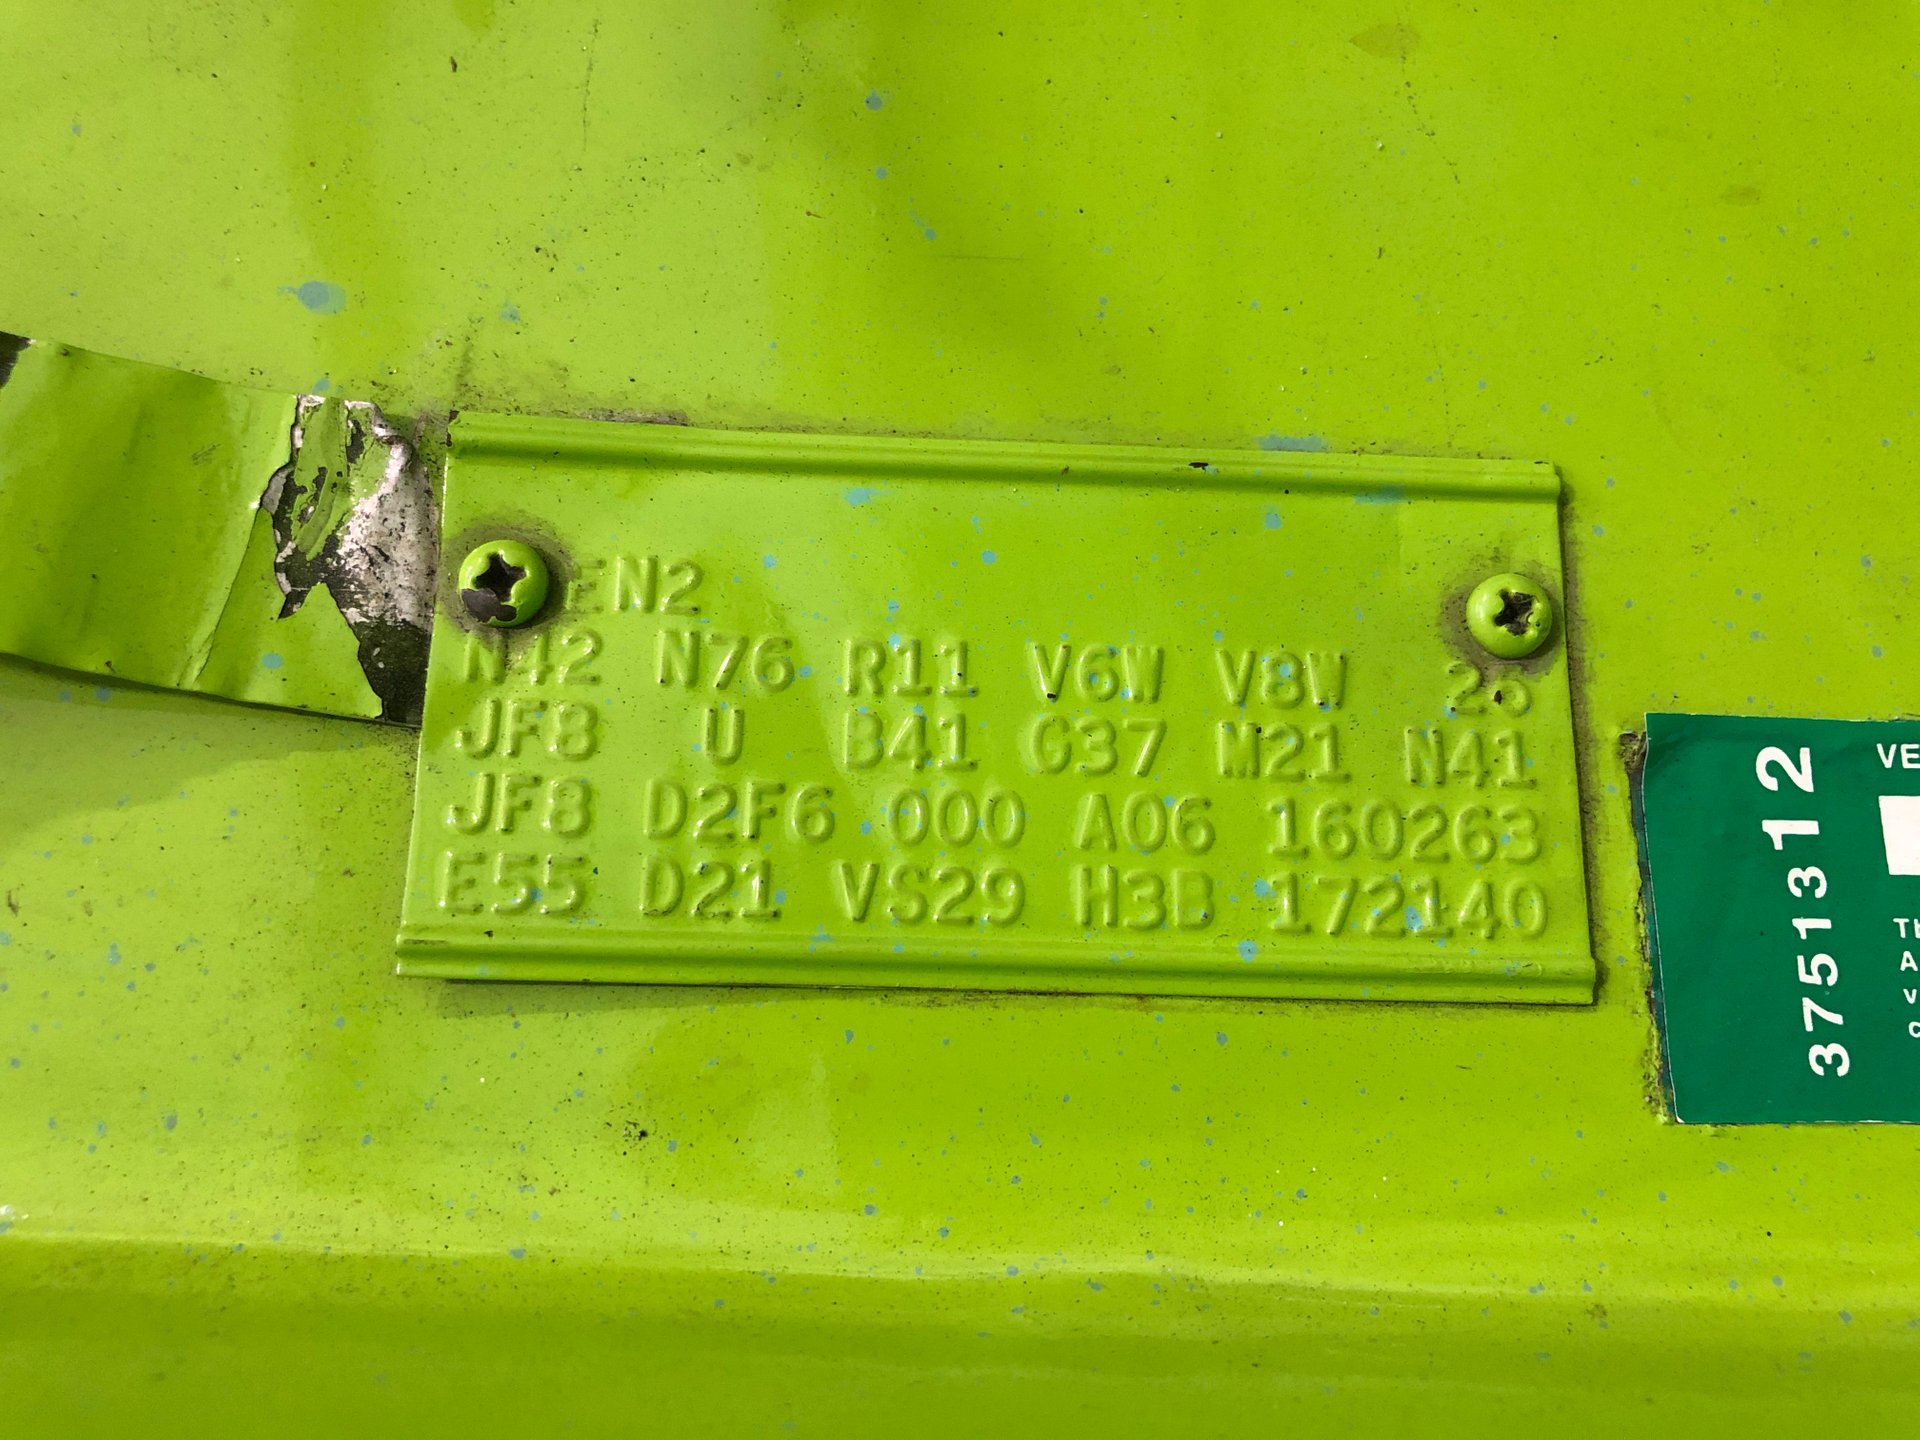 EN2
N42 N76 R11 V6W V8W 26
JF8 U B41 G37 M21 N41
JF8 D2F6 000 A06 160263
E55 D21 VS29 H3B 172140
3751312
VE